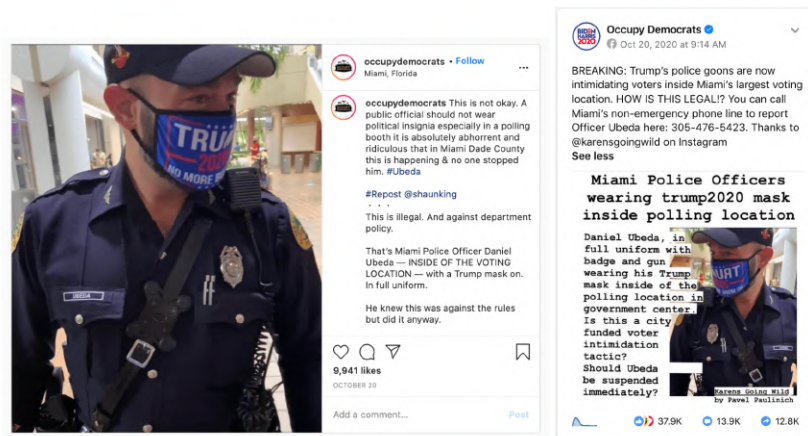 TRUMP
2020
NO MORE
UBEDA
occupydemocrats • Follow
Miami, Florida
...
occupydemocrats This is not okay. A
public official should not wear
political insignia especially in a polling
booth it is absolutely abhorrent and
ridiculous that in Miami Dade County
this is happening & no one stopped
him. #Ubeda
#Repost @shaunking
. . .
This is illegal. And against department
policy.
That's Miami Police Officer Daniel
Ubeda — INSIDE OF THE VOTING
LOCATION — with a Trump mask on.
In full uniform.
He knew this was against the rules
but did it anyway.
9,941 likes
OCTOBER 20
Add a comment...
Post
BIDEN
HARRIS
2020
Occupy Democrats
Oct 20, 2020 at 9:14 AM
BREAKING: Trump's police goons are now
intimidating voters inside Miami's largest voting
location. HOW IS THIS LEGAL!? You can call
Miami's non-emergency phone line to report
Officer Ubeda here: 305-476-5423. Thanks to
@karensgoingwild on Instagram
See less
Miami Police Officers
wearing trump2020 mask
inside polling location
Daniel Ubeda, in
full uniform with
badge and gun
wearing his Trump
mask inside of the
polling location in
government center.
Is this a city
funded voter
intimidation
tactic?
Should Ubeda
be suspended
immediately?
Karens Going Wild
by Pavel Paulinich
37.9K
13.9K
12.8K